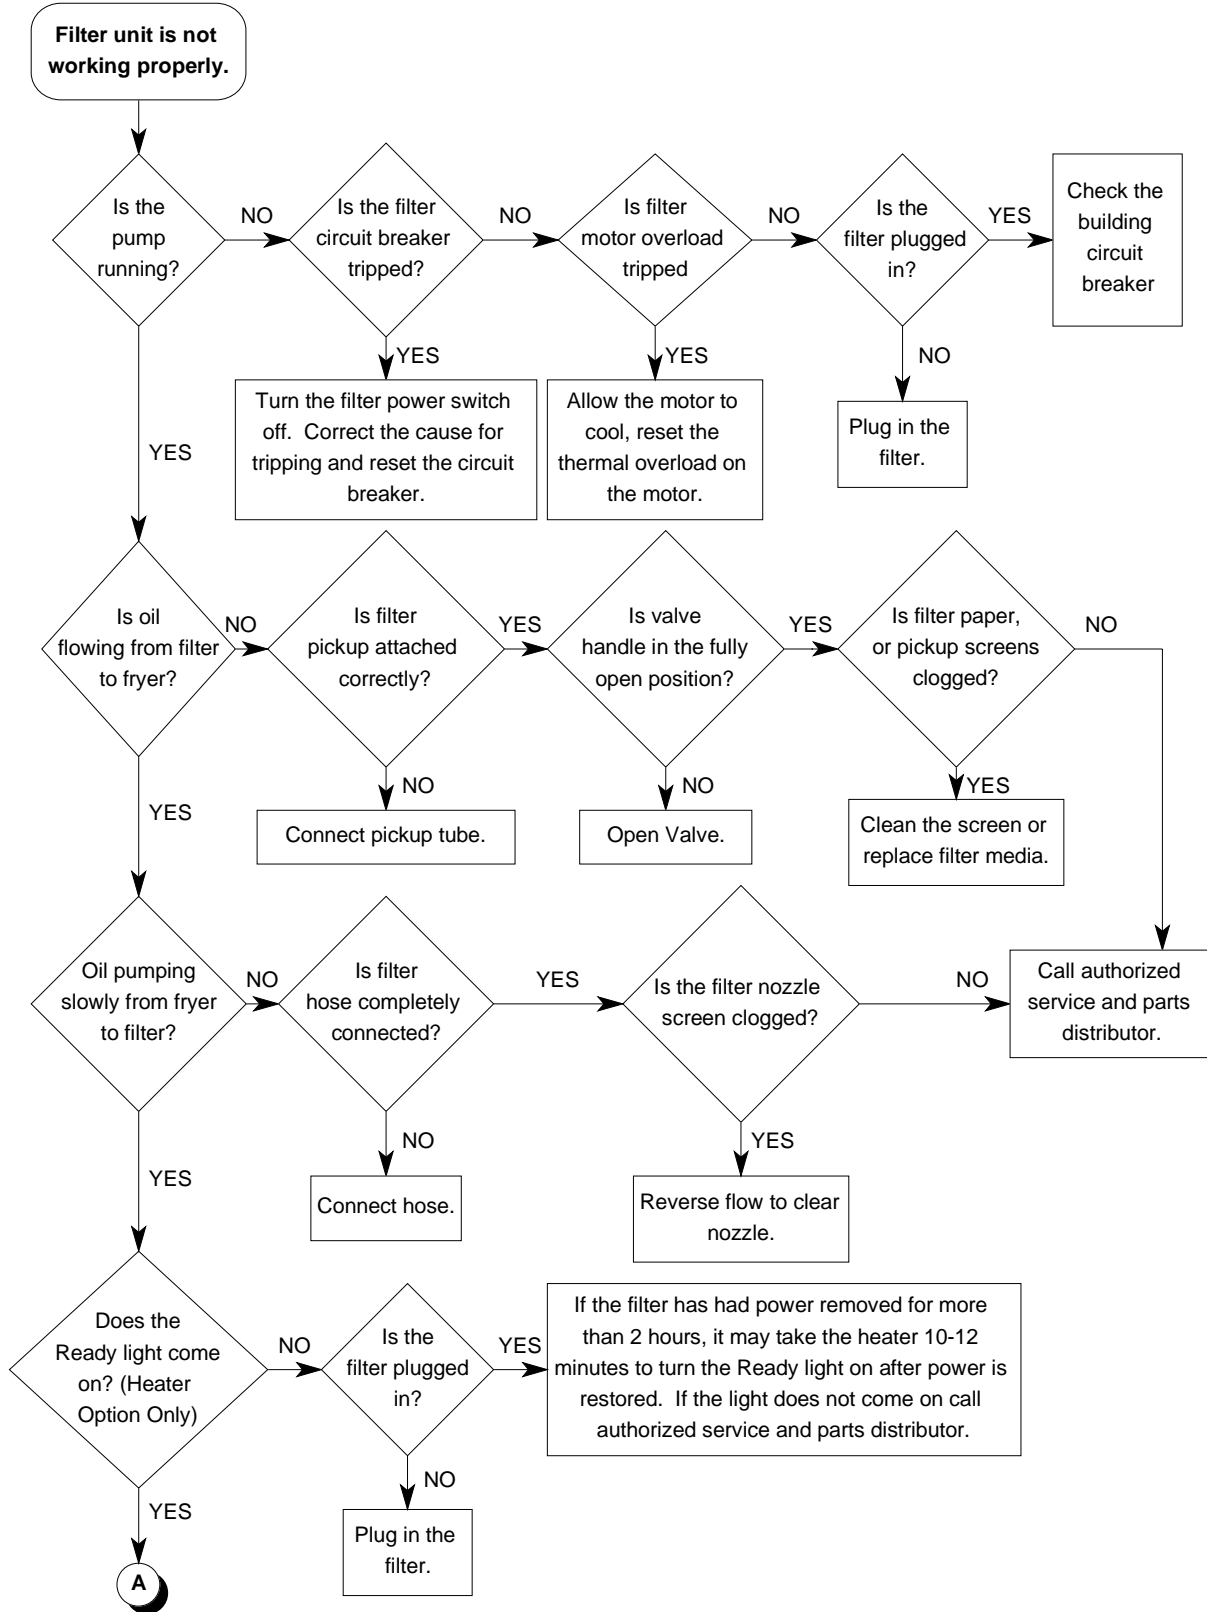 Filter unit is not
working properly.
Is the
pump
running?
NO
Is the filter
circuit breaker
tripped?
NO
Is filter
motor overload
tripped
NO
Is the
filter plugged
in?
YES
Check the
building
circuit
breaker
YES
YES
NO
Turn the filter power switch
off.  Correct the cause for
tripping and reset the circuit
breaker.
Allow the motor to
cool, reset the
thermal overload on
the motor.
Plug in the
filter.
YES
Is oil
flowing from filter
to fryer?
NO
Is filter
pickup attached
correctly?
YES
Is valve
handle in the fully
open position?
YES
Is filter paper,
or pickup screens
clogged?
NO
NO
NO
YES
Connect pickup tube.
Open Valve.
Clean the screen or
replace filter media.
YES
Oil pumping
slowly from fryer
to filter?
NO
Is filter
hose completely
connected?
YES
Is the filter nozzle
screen clogged?
NO
Call authorized
service and parts
distributor.
NO
YES
Connect hose.
Reverse flow to clear
nozzle.
YES
Does the
Ready light come
on? (Heater
Option Only)
NO
Is the
filter plugged
in?
YES
If the filter has had power removed for more
than 2 hours, it may take the heater 10-12
minutes to turn the Ready light on after power is
restored.  If the light does not come on call
authorized service and parts distributor.
NO
Plug in the
filter.
YES
A